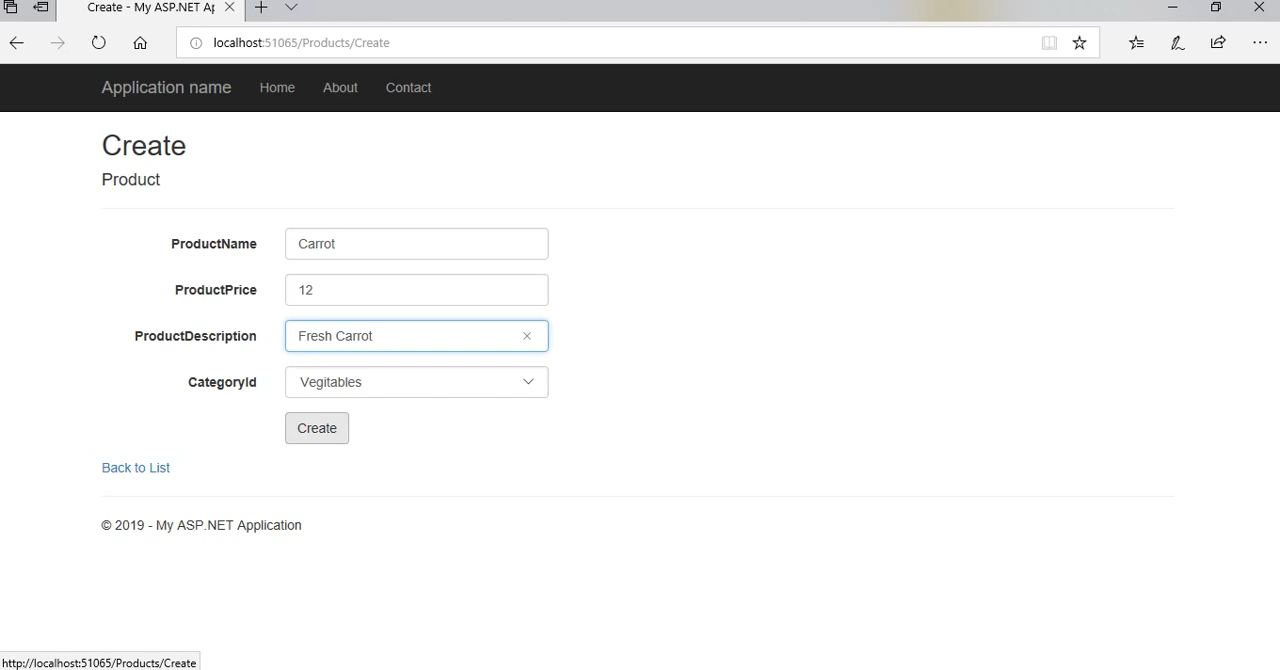 Create - My ASP.NET Ap
localhost:51065/Products/Create
Application name Home About Contact
Create
Product
ProductName Carrot
ProductPrice 12
ProductDescription Fresh Carrot
CategoryId Vegitables
Create
Back to List
© 2019 - My ASP.NET Application
http://localhost:51065/Products/Create